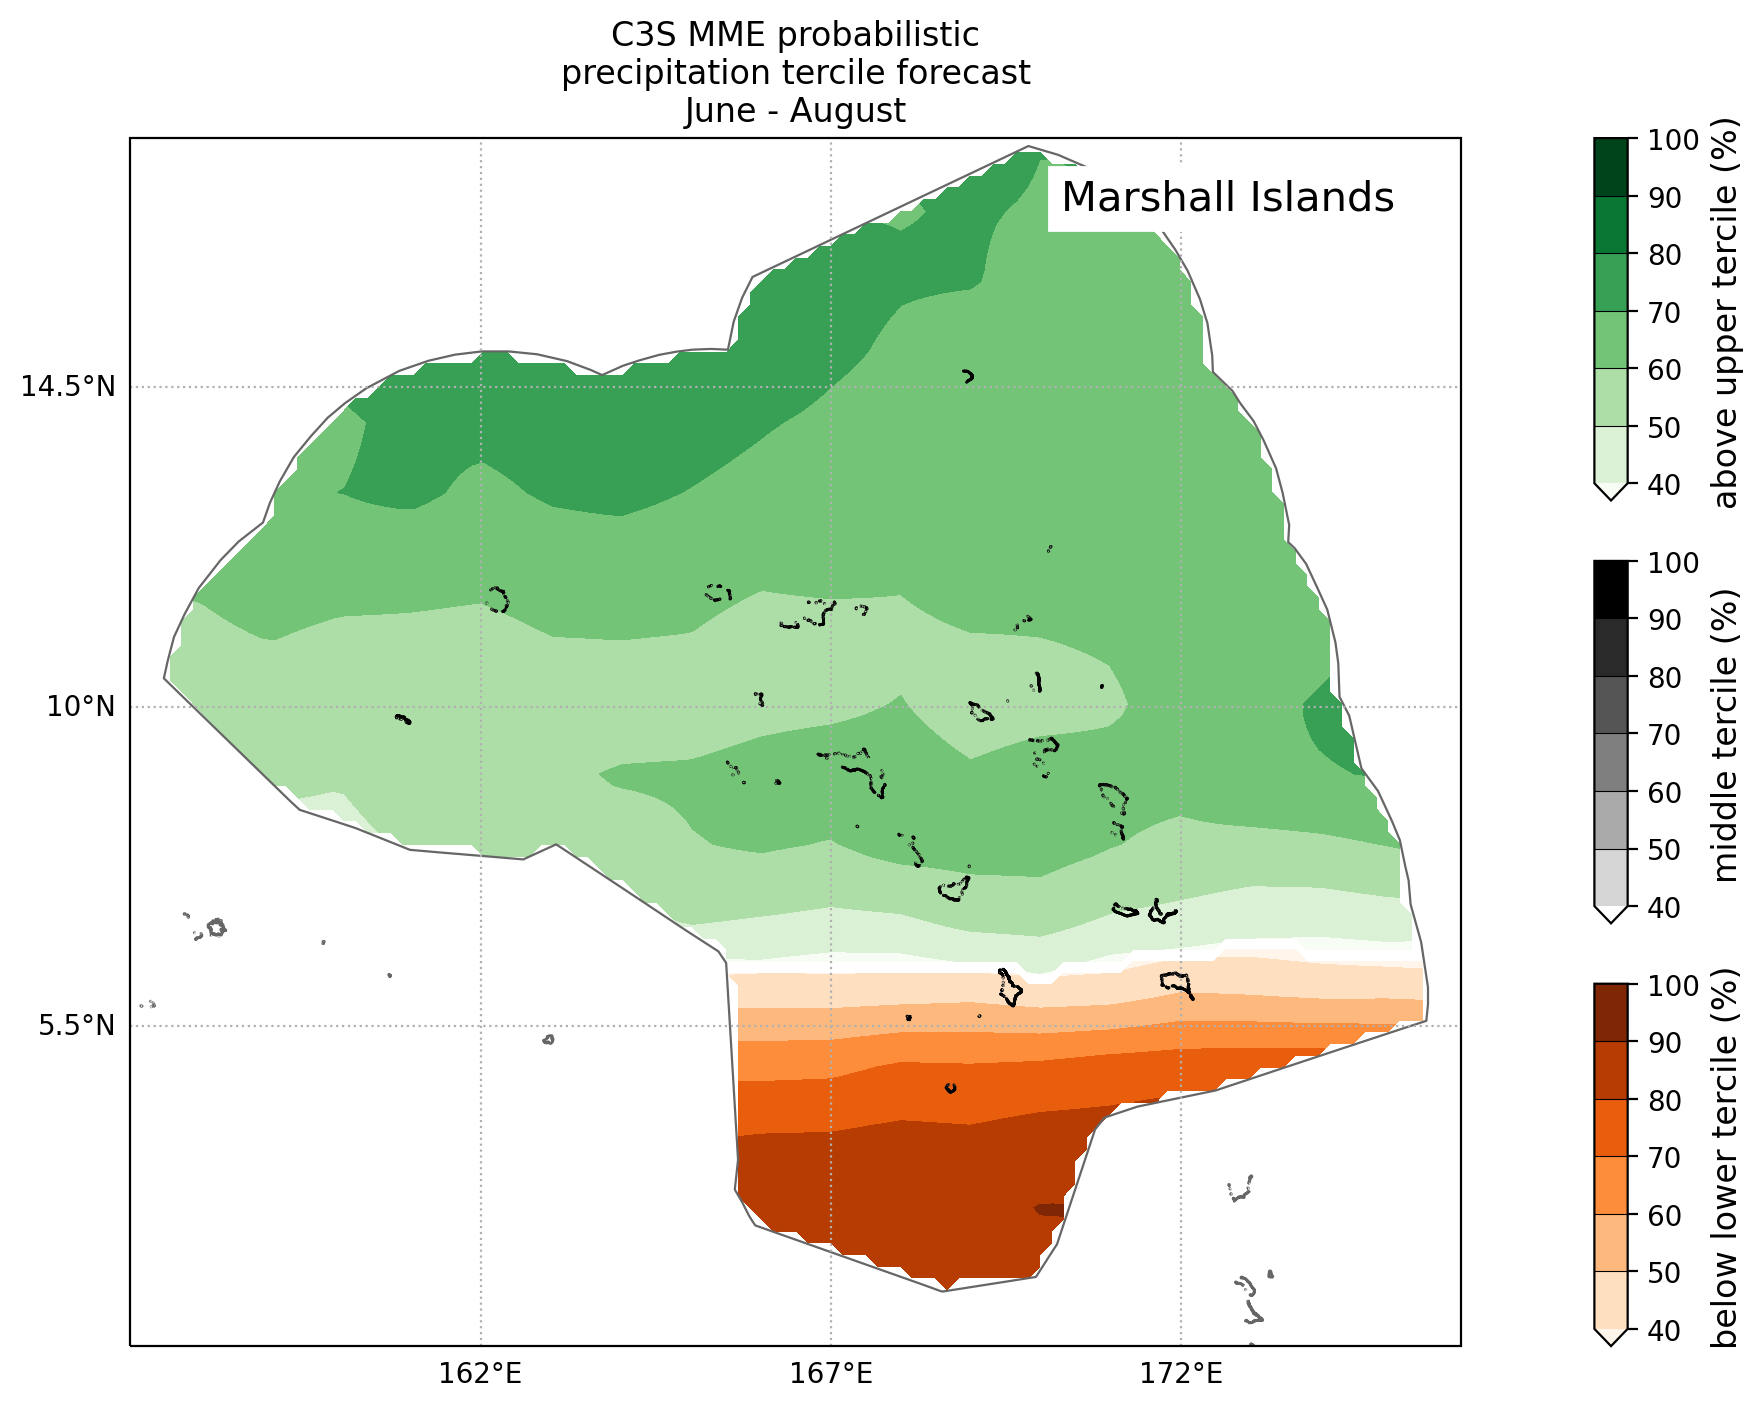 C3S MME probabilistic
precipitation tercile forecast
June - August
Marshall Islands
14.5°N
10°N
5.5°N
162°E
167°E
172°E
100
90
80
70
60
50
40
above upper tercile (%)
100
90
80
70
60
50
40
middle tercile (%)
100
90
80
70
60
50
40
below lower tercile (%)